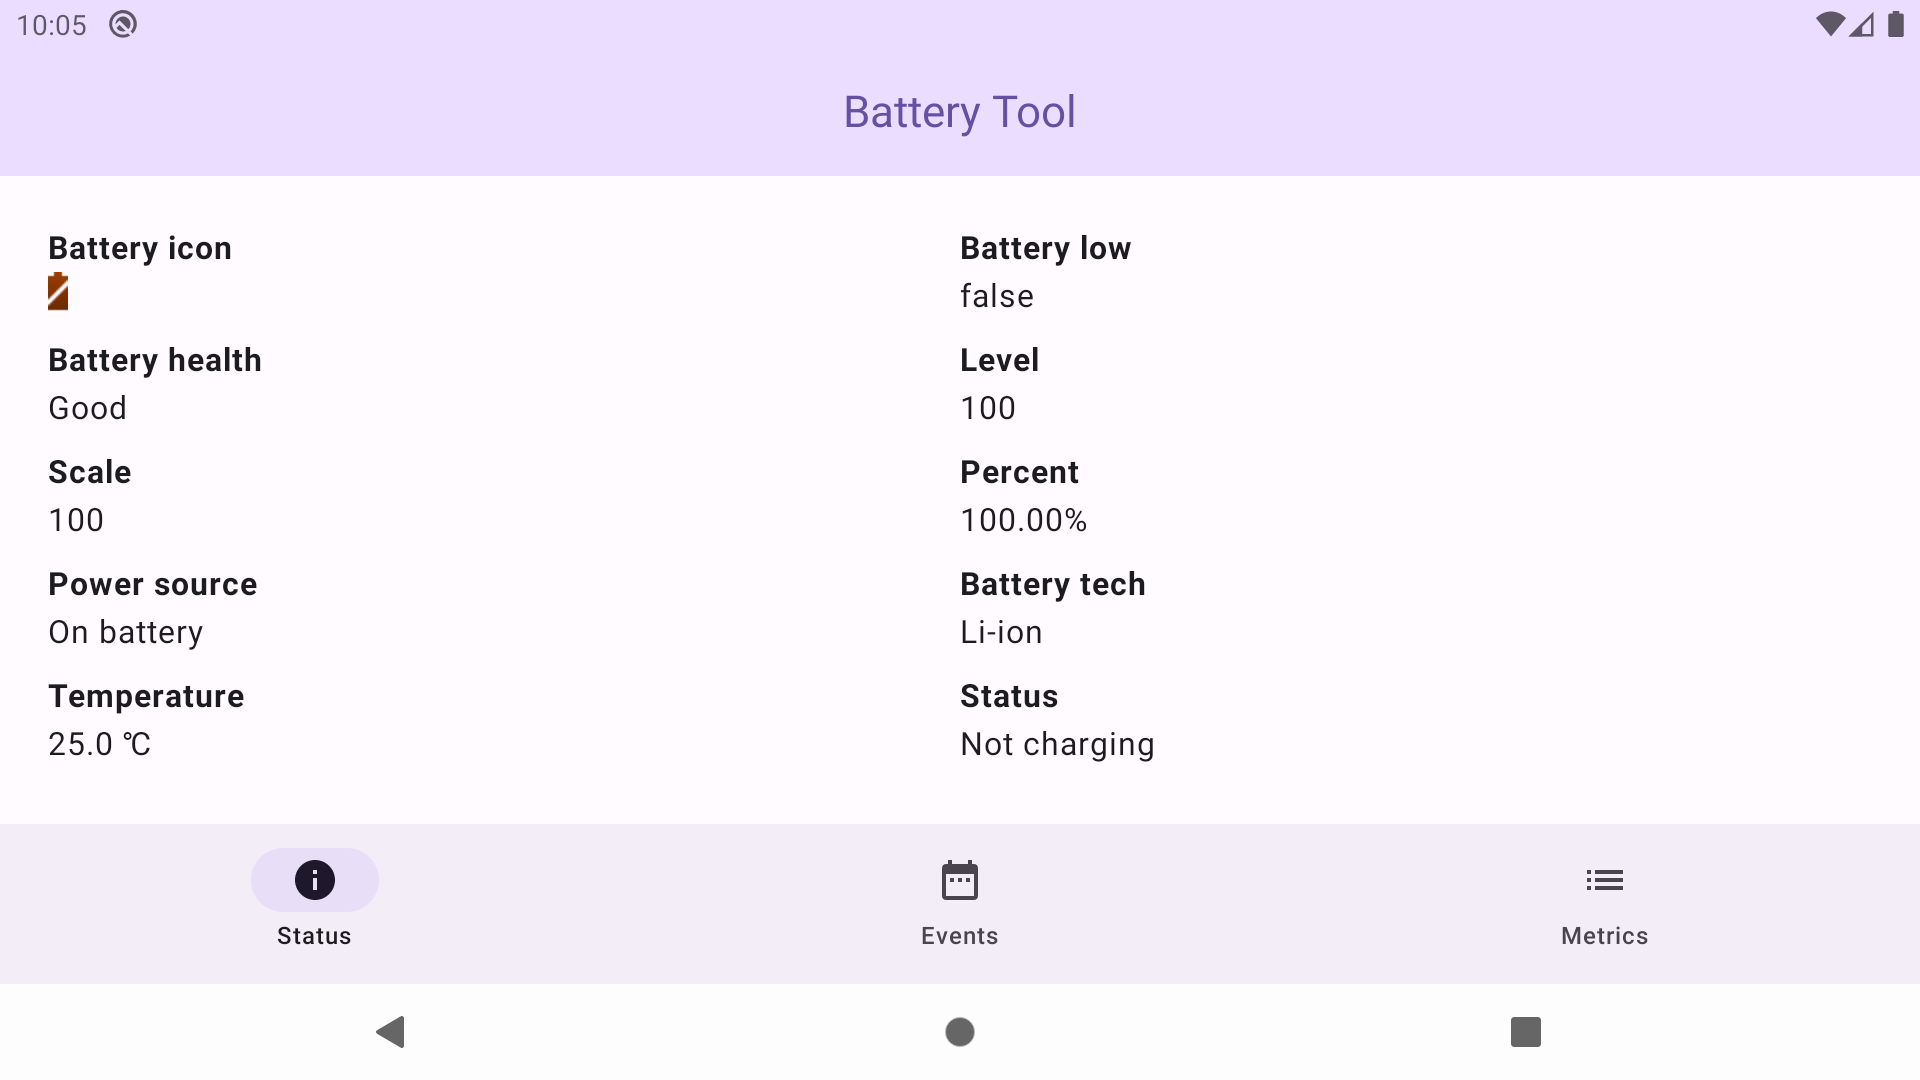 10:05
Battery Tool
Battery icon
Battery low
false
Battery health
Good
Level
100
Scale
100
Percent
100.00%
Power source
On battery
Battery tech
Li-ion
Temperature
25.0 ℃
Status
Not charging
Status
Events
Metrics